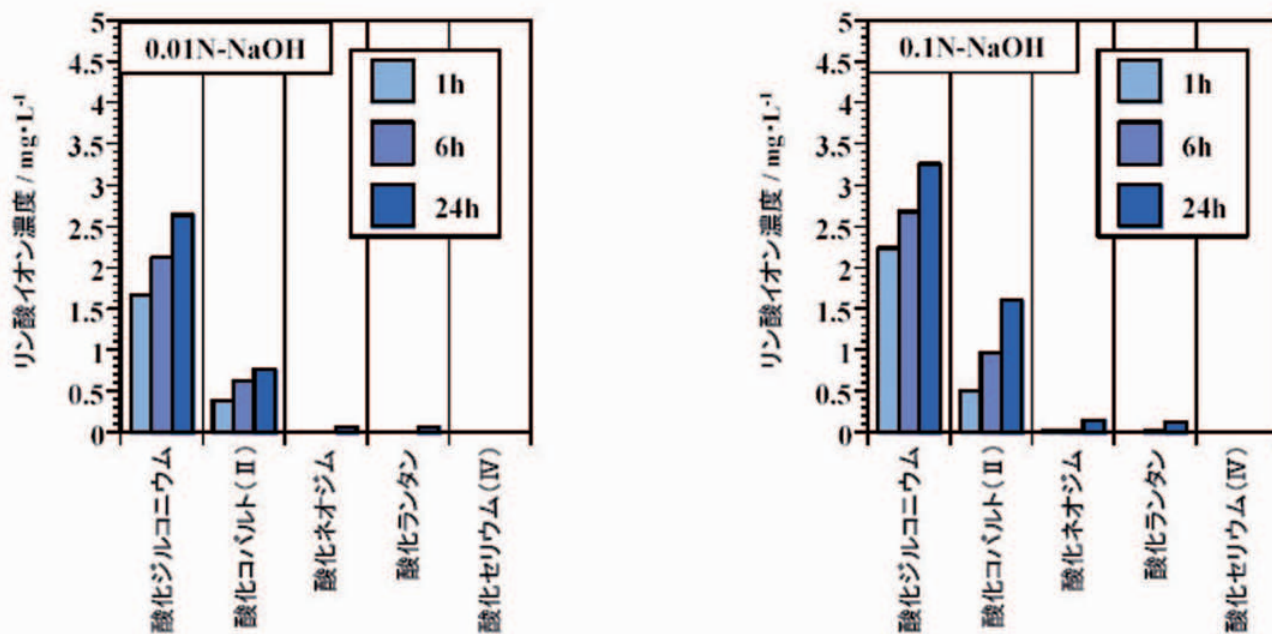 0.01N-NaOH
1h
6h
24h
リン酸イオン濃度 / mg・L⁻¹
5
4.5
4
3.5
3
2.5
2
1.5
1
0.5
0
酸化ジルコニウム
酸化コバルト(Ⅱ)
酸化ネオジム
酸化ランタン
酸化セリウム(Ⅳ)
0.1N-NaOH
1h
6h
24h
リン酸イオン濃度 / mg・L⁻¹
5
4.5
4
3.5
3
2.5
2
1.5
1
0.5
0
酸化ジルコニウム
酸化コバルト(Ⅱ)
酸化ネオジム
酸化ランタン
酸化セリウム(Ⅳ)